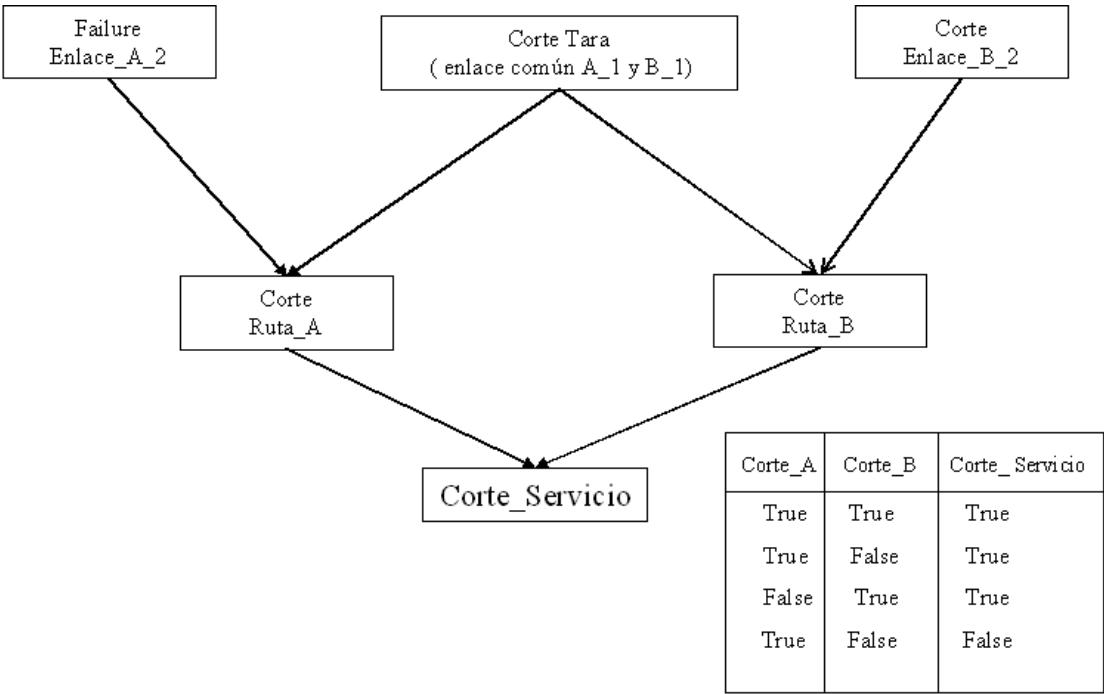 Failure
Enlace_A_2
Corte Tara
( enlace común A_1 y B_1)
Corte
Enlace_B_2
Corte
Ruta_A
Corte
Ruta_B
Corte_Servicio
Corte_A Corte_B Corte_ Servicio
True True True
True False True
False True True
True False False